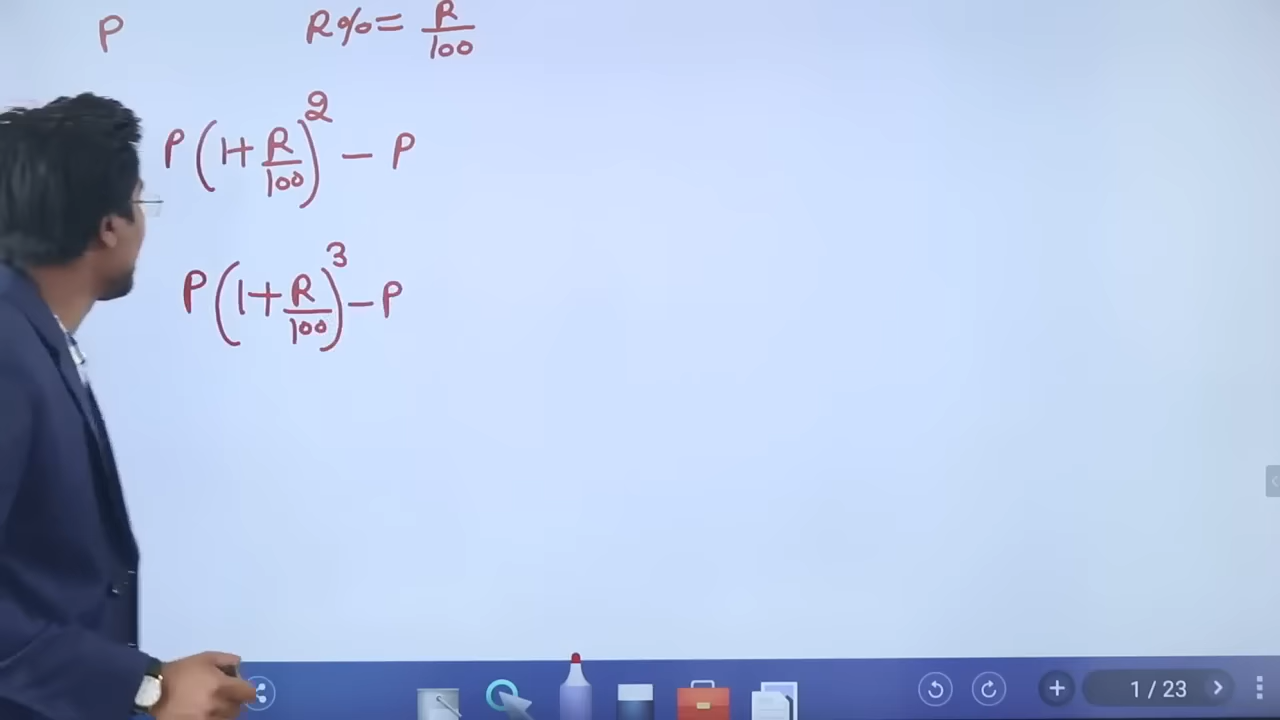 P R% = R/100
P(1+R/100)² – P
P(1+R/100)³ – P
1 / 23